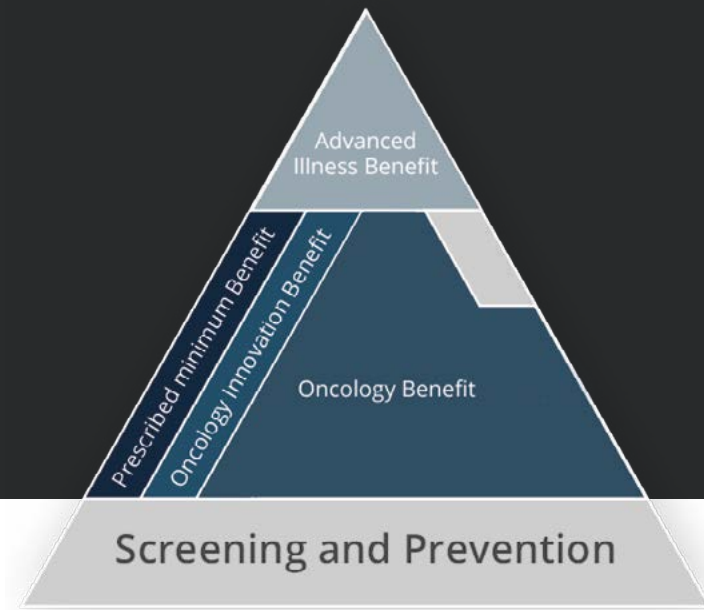 Advanced
Illness Benefit
Prescribed minimum Benefit
Oncology Innovation Benefit
Oncology Benefit
Screening and Prevention